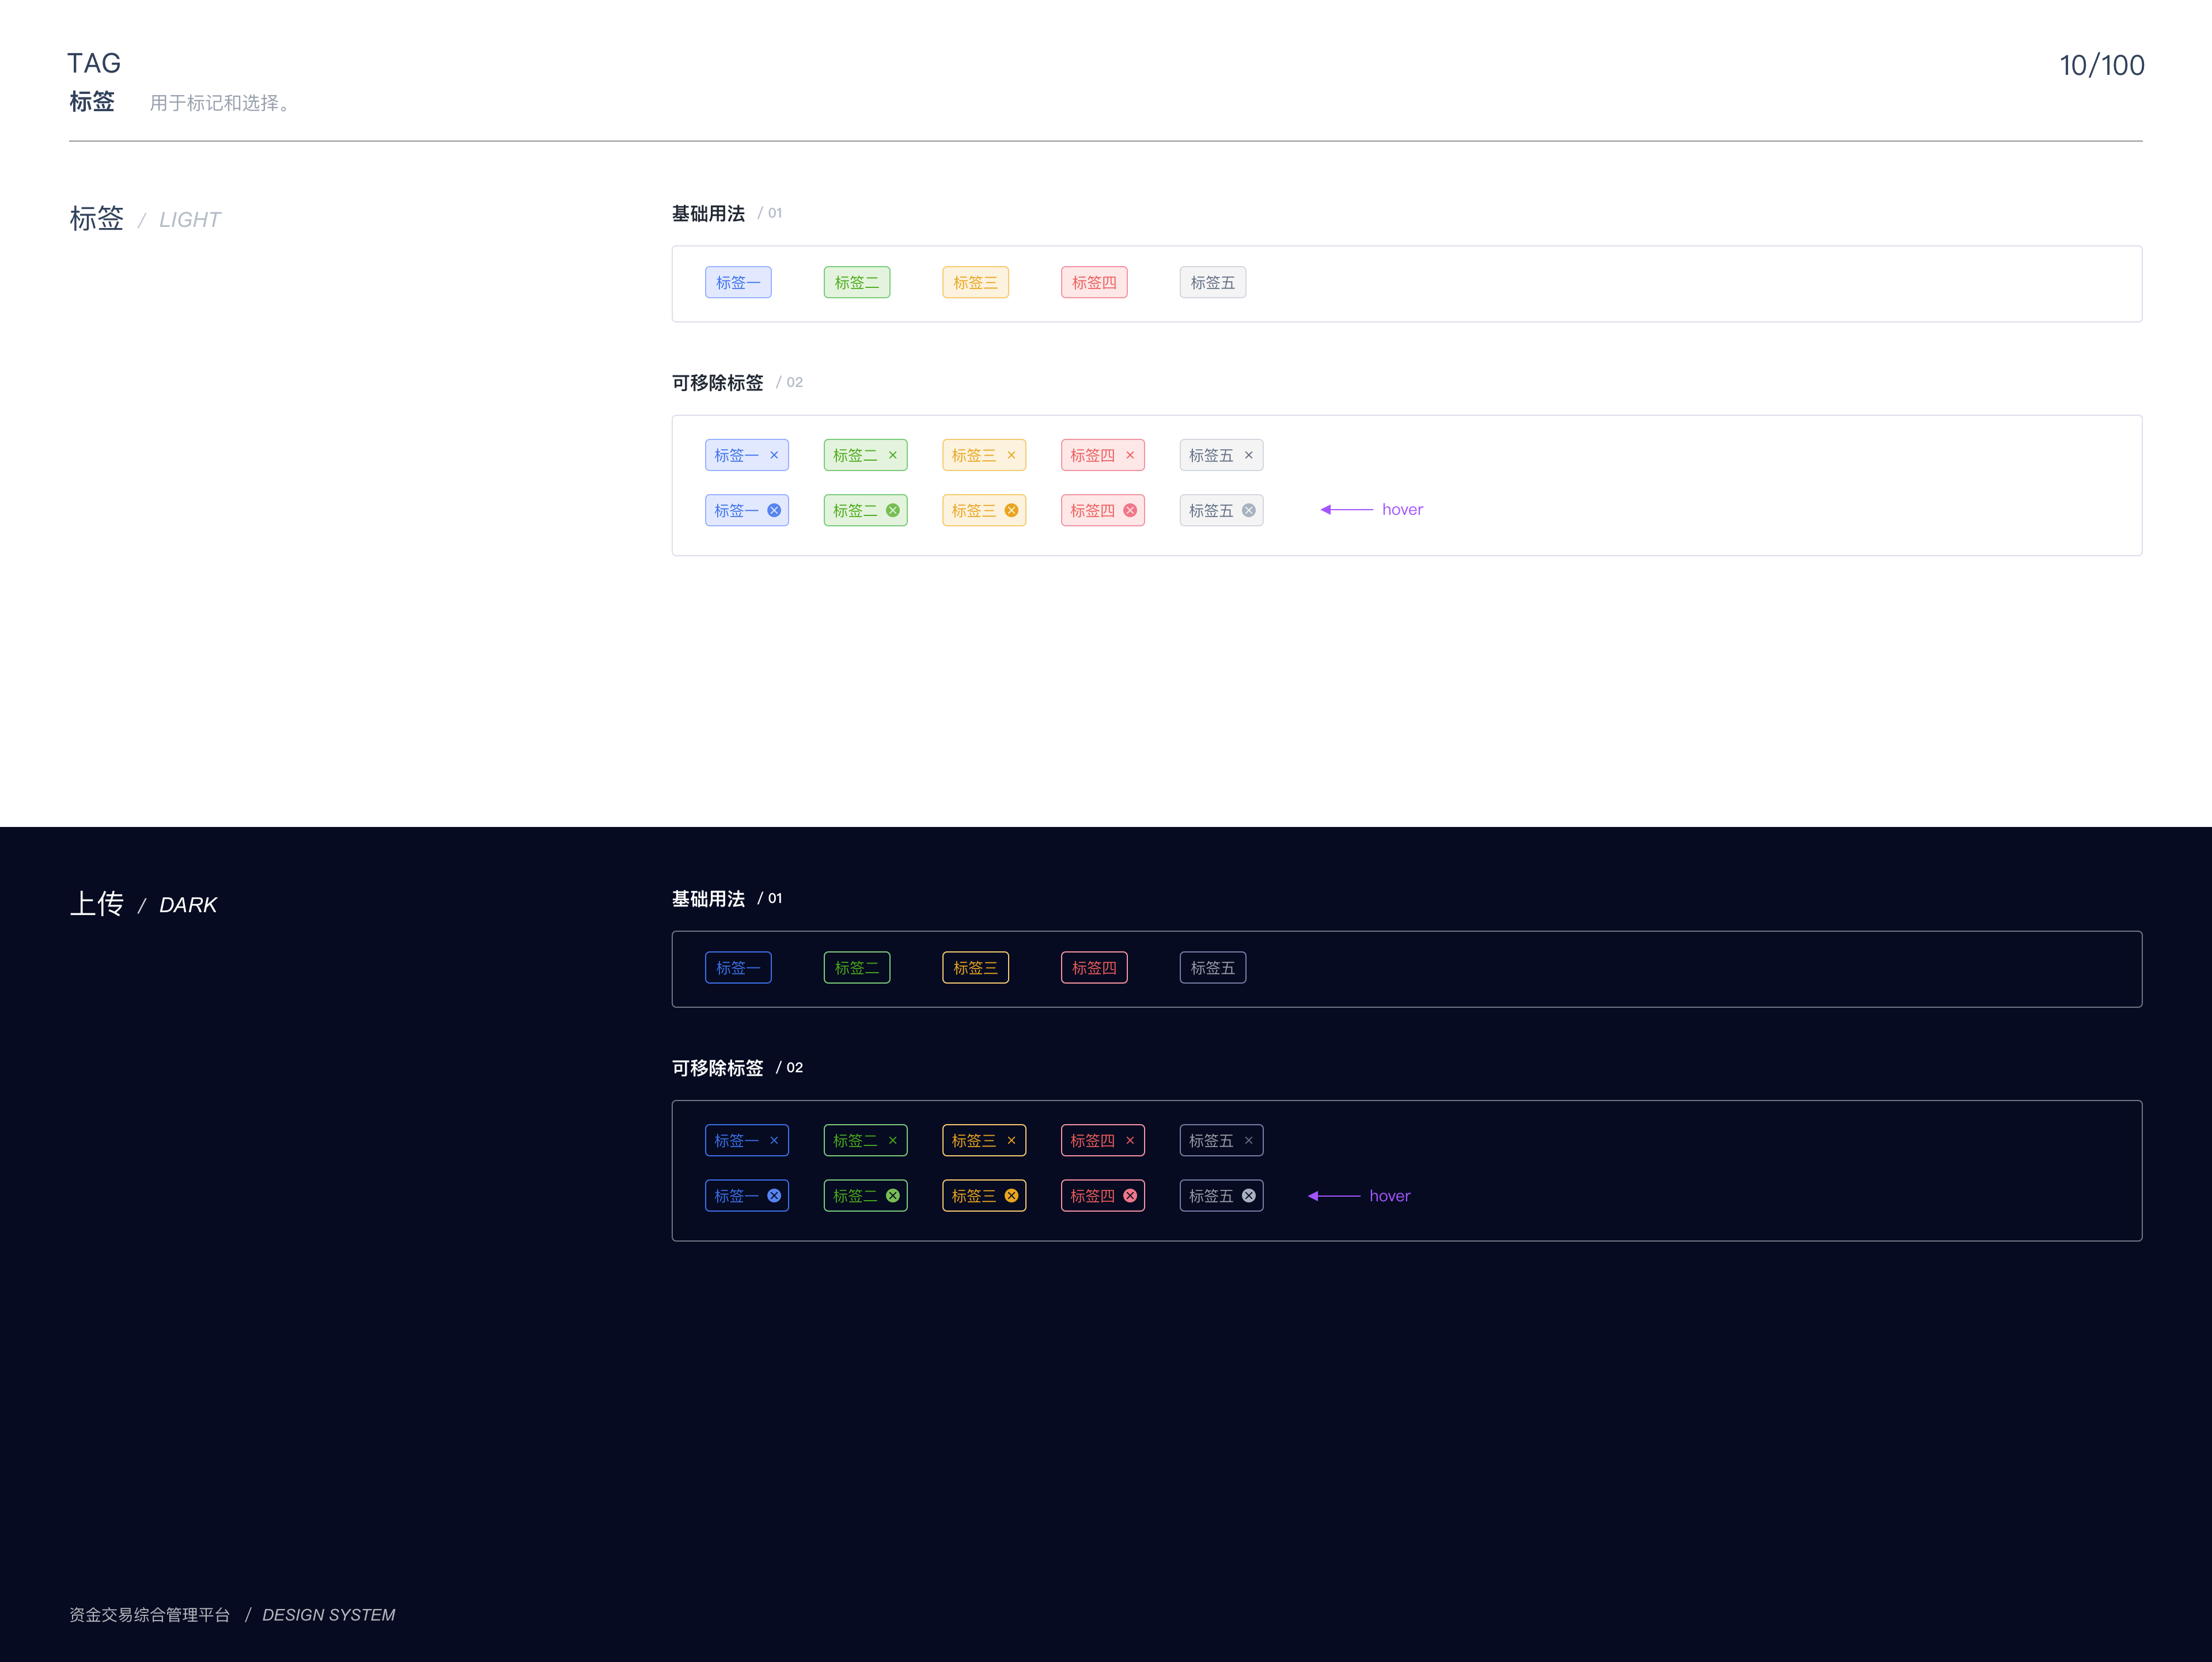 TAG
10/100
标签 用于标记和选择。
标签 / LIGHT
基础用法 / 01
标签一 标签二 标签三 标签四 标签五
可移除标签 / 02
标签一 × 标签二 × 标签三 × 标签四 × 标签五 ×
标签一 标签二 标签三 标签四 标签五 hover
上传 / DARK
基础用法 / 01
标签一 标签二 标签三 标签四 标签五
可移除标签 / 02
标签一 × 标签二 × 标签三 × 标签四 × 标签五 ×
标签一 标签二 标签三 标签四 标签五 hover
资金交易综合管理平台 / DESIGN SYSTEM